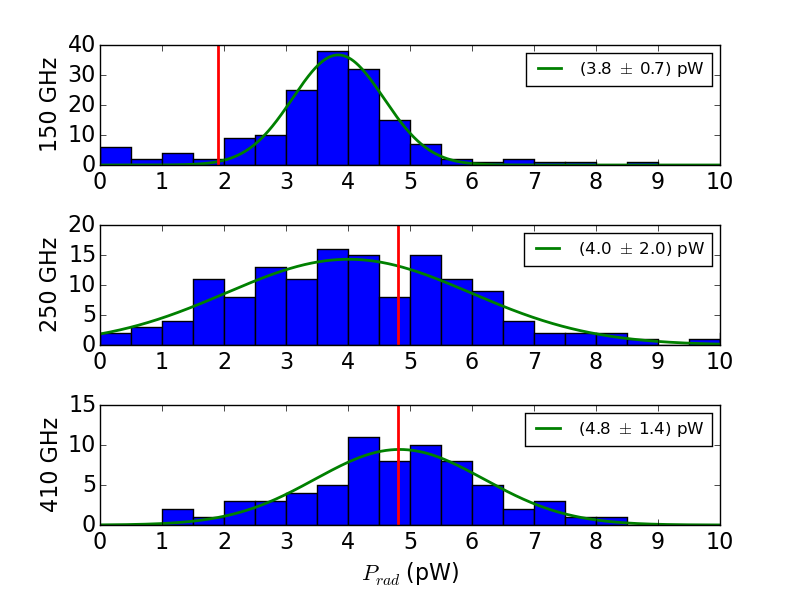 40
30
20
10
0
150 GHz
(3.8 ± 0.7) pW
0 1 2 3 4 5 6 7 8 9 10
20
15
10
5
0
250 GHz
(4.0 ± 2.0) pW
0 1 2 3 4 5 6 7 8 9 10
15
10
5
0
410 GHz
(4.8 ± 1.4) pW
0 1 2 3 4 5 6 7 8 9 10
P_rad (pW)